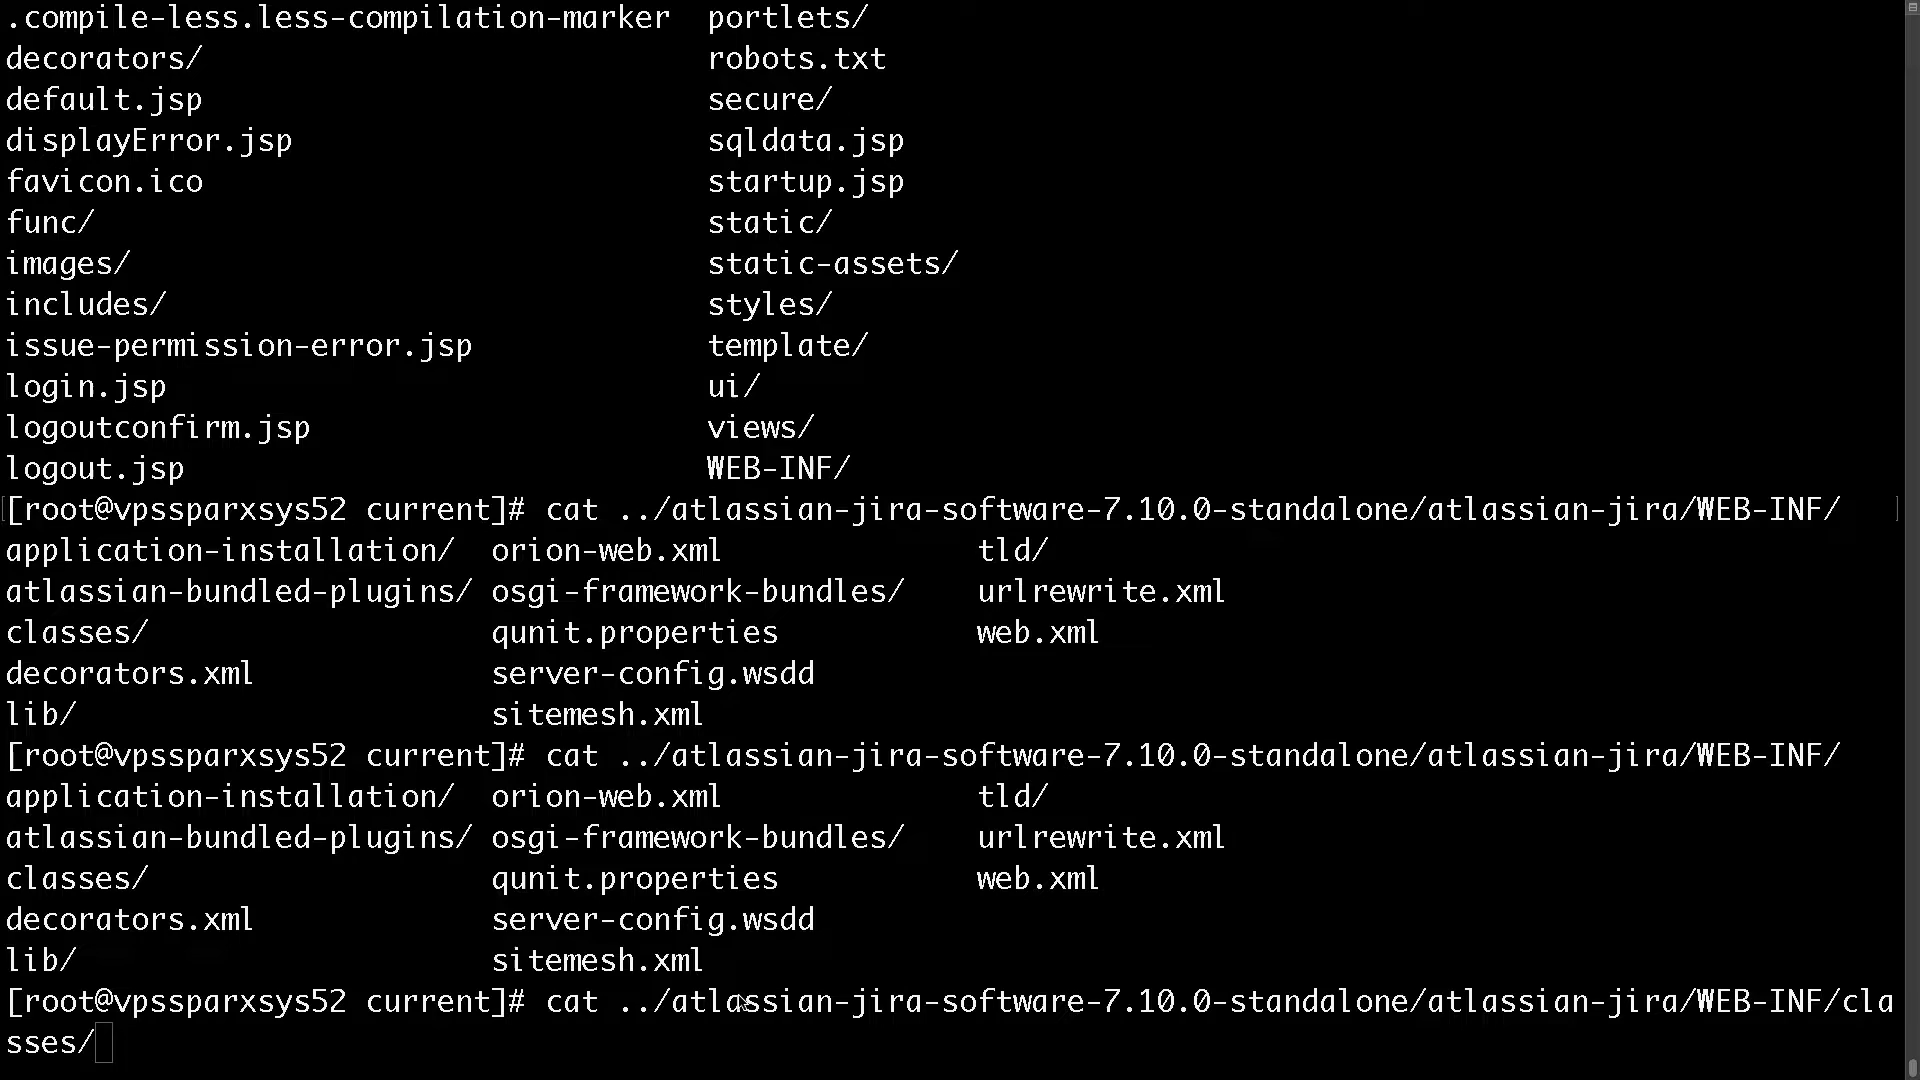 .compile-less.less-compilation-marker  portlets/
decorators/                            robots.txt
default.jsp                            secure/
displayError.jsp                       sqldata.jsp
favicon.ico                            startup.jsp
func/                                  static/
images/                                static-assets/
includes/                              styles/
issue-permission-error.jsp             template/
login.jsp                              ui/
logoutconfirm.jsp                      views/
logout.jsp                             WEB-INF/
[root@vpssparxsys52 current]# cat ../atlassian-jira-software-7.10.0-standalone/atlassian-jira/WEB-INF/
application-installation/  orion-web.xml              tld/
atlassian-bundled-plugins/ osgi-framework-bundles/    urlrewrite.xml
classes/                   qunit.properties           web.xml
decorators.xml             server-config.wsdd
lib/                       sitemesh.xml
[root@vpssparxsys52 current]# cat ../atlassian-jira-software-7.10.0-standalone/atlassian-jira/WEB-INF/
application-installation/  orion-web.xml              tld/
atlassian-bundled-plugins/ osgi-framework-bundles/    urlrewrite.xml
classes/                   qunit.properties           web.xml
decorators.xml             server-config.wsdd
lib/                       sitemesh.xml
[root@vpssparxsys52 current]# cat ../atlassian-jira-software-7.10.0-standalone/atlassian-jira/WEB-INF/cla
sses/